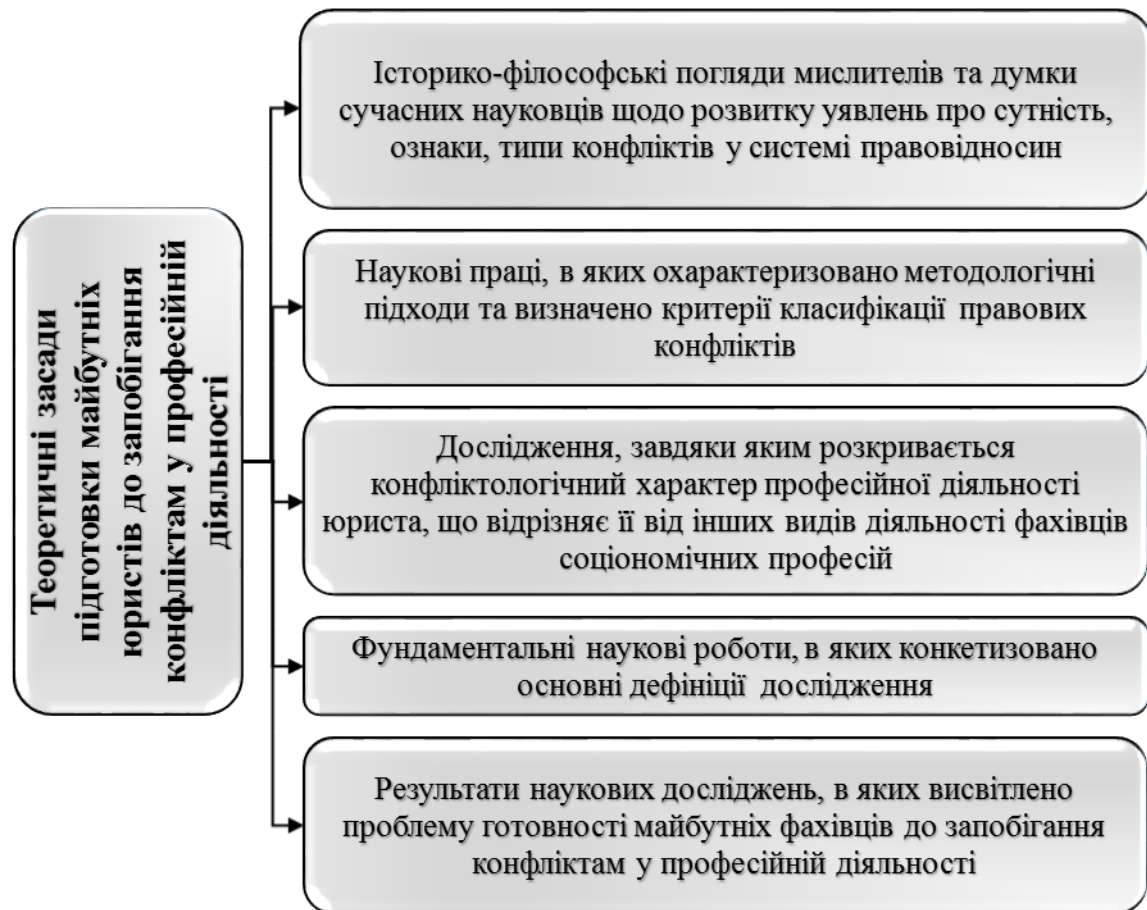 Теоретичні засади
підготовки майбутніх
юристів до запобігання
конфліктам у професійній
діяльності
Історико-філософські погляди мислителів та думки
сучасних науковців щодо розвитку уявлень про сутність,
ознаки, типи конфліктів у системі правовідносин
Наукові праці, в яких охарактеризовано методологічні
підходи та визначено критерії класифікації правових
конфліктів
Дослідження, завдяки яким розкривається
конфліктологічний характер професійної діяльності
юриста, що відрізняє її від інших видів діяльності фахівців
соціономічних професій
Фундаментальні наукові роботи, в яких конкетизовано
основні дефініції дослідження
Результати наукових досліджень, в яких висвітлено
проблему готовності майбутніх фахівців до запобігання
конфліктам у професійній діяльності